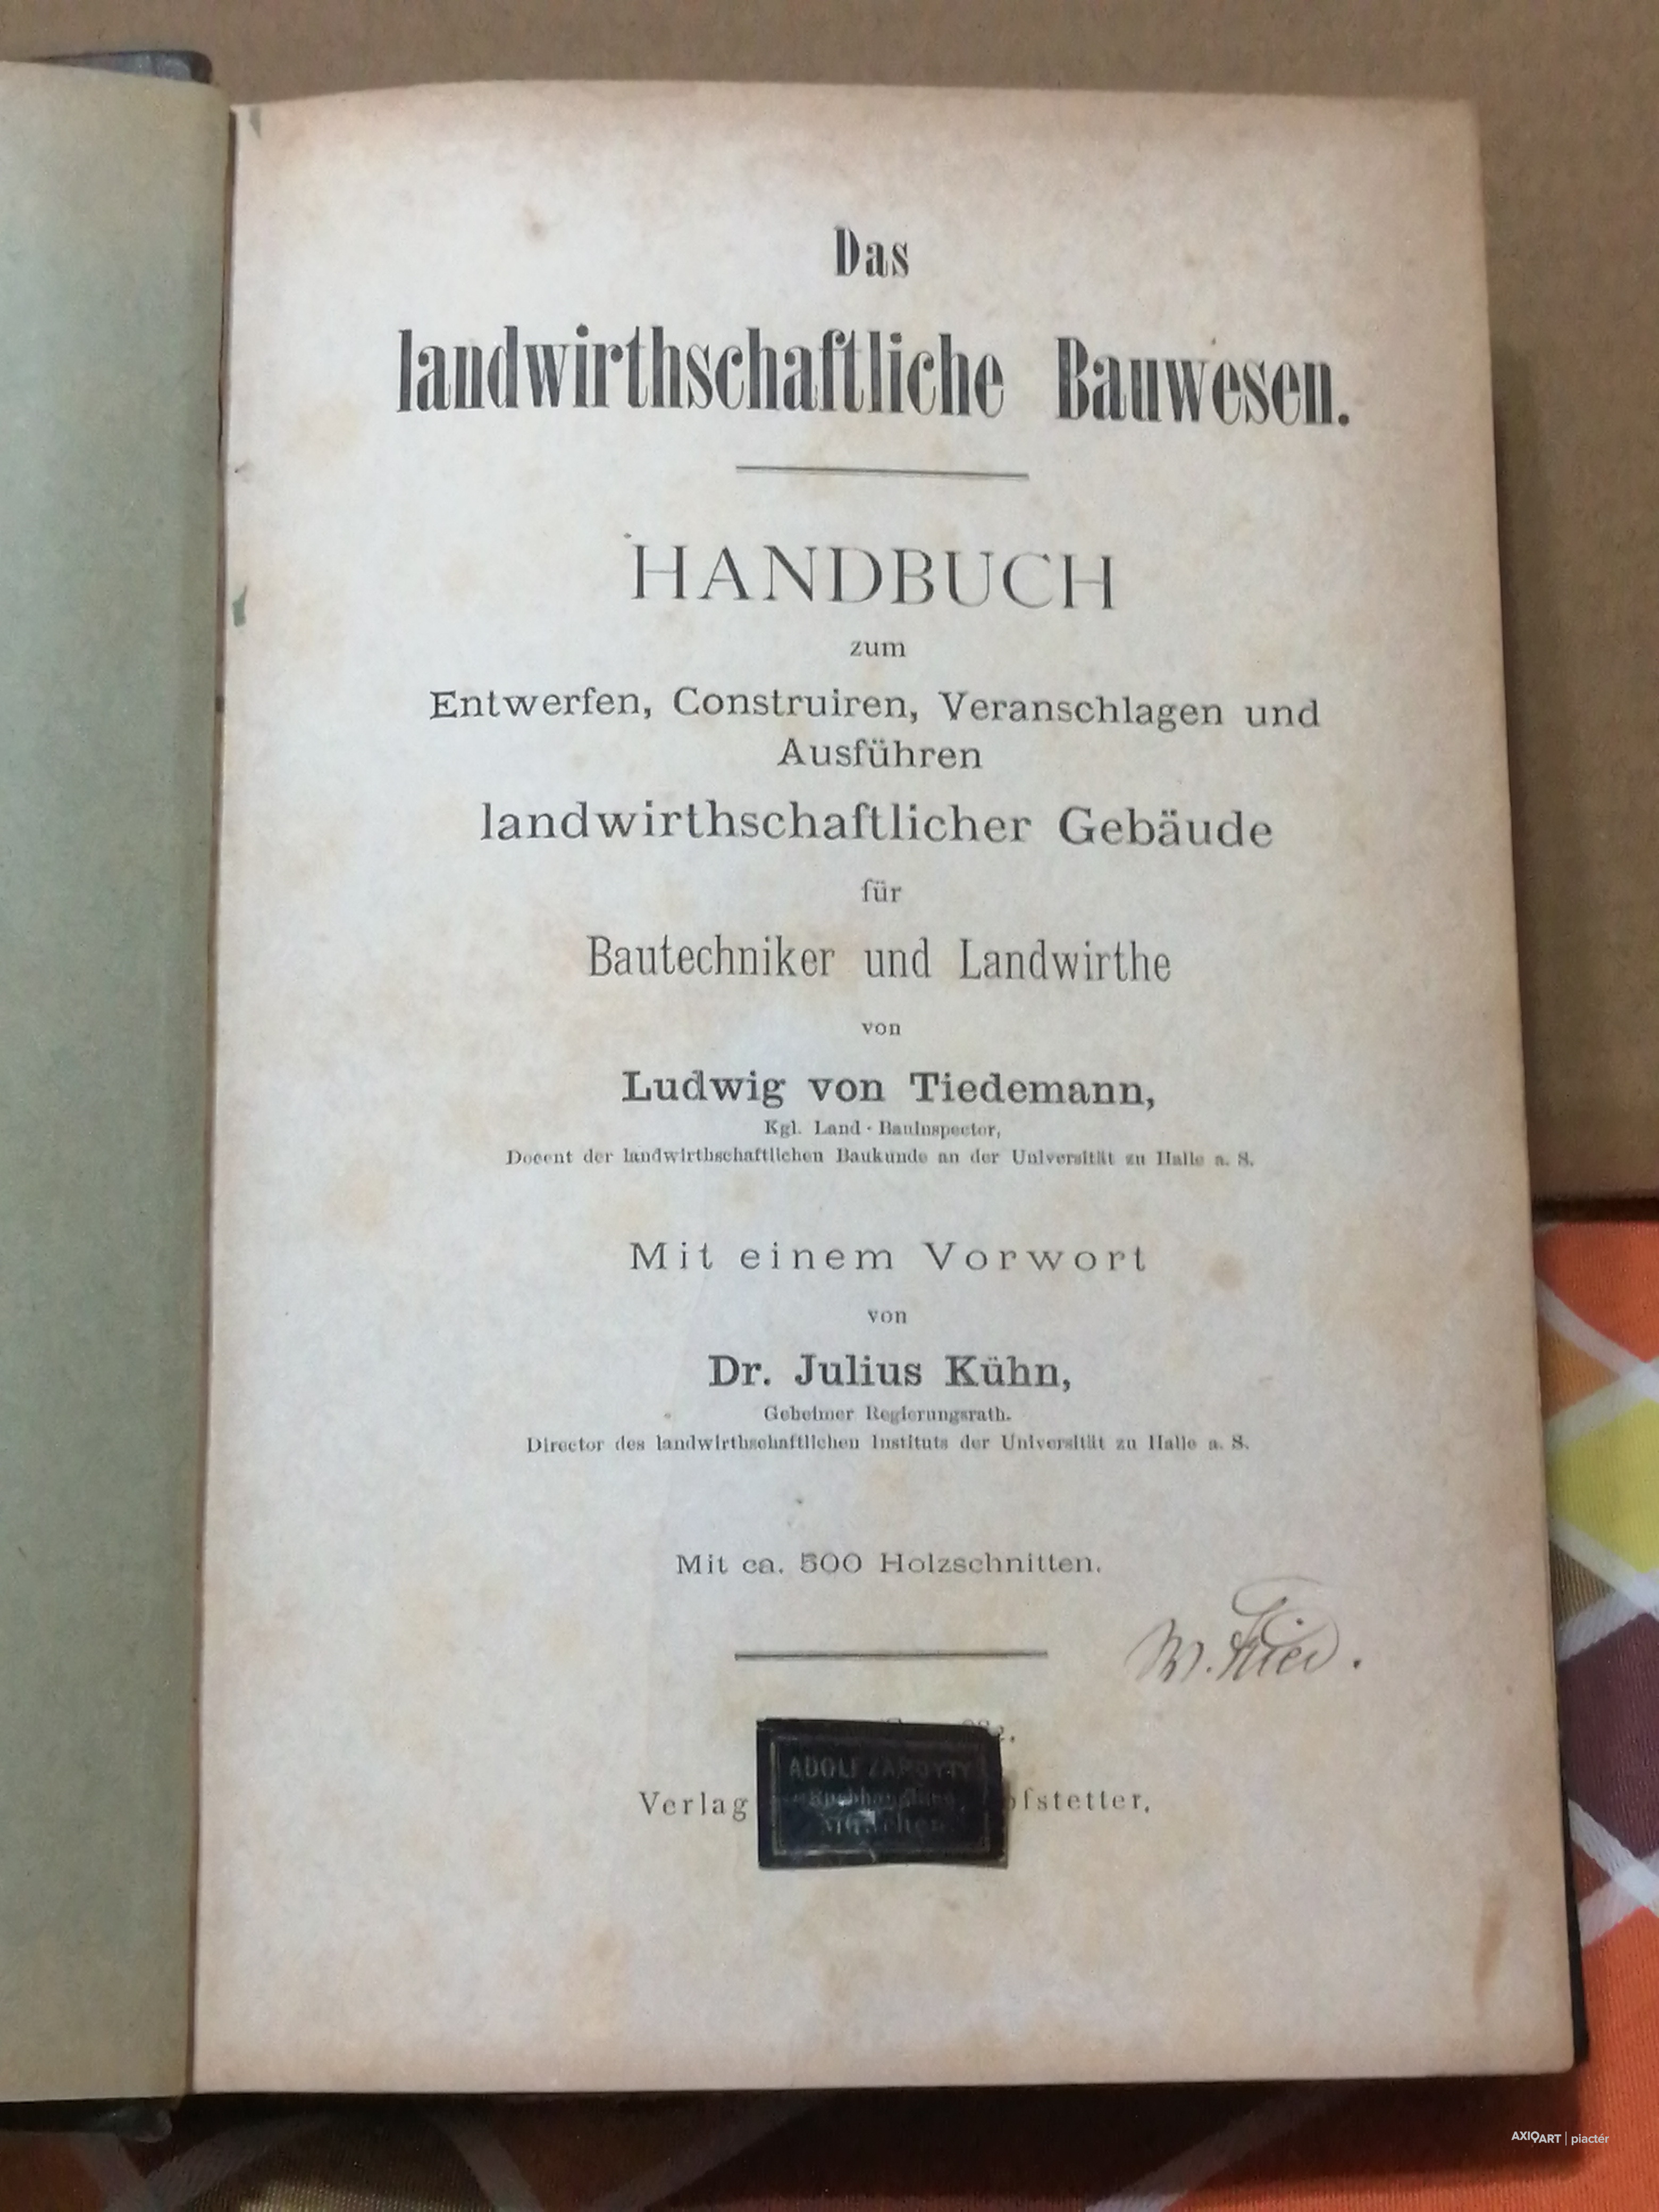 Das
landwirthschaftliche Bauwesen.
HANDBUCH
zum
Entwerfen, Construiren, Veranschlagen und
Ausführen
landwirthschaftlicher Gebäude
für
Bautechniker und Landwirthe
von
Ludwig von Tiedemann,
Kgl. Land-Bauinspector,
Docent der landwirthschaftlichen Baukunde an der Universität zu Halle a. S.
Mit einem Vorwort
von
Dr. Julius Kühn,
Geheimer Regierungsrath.
Director des landwirthschaftlichen Instituts der Universität zu Halle a. S.
Mit ca. 500 Holzschnitten.
ADOLF
Buchhandlung
München
Verlag ofstetter,
AXIOART | piactér